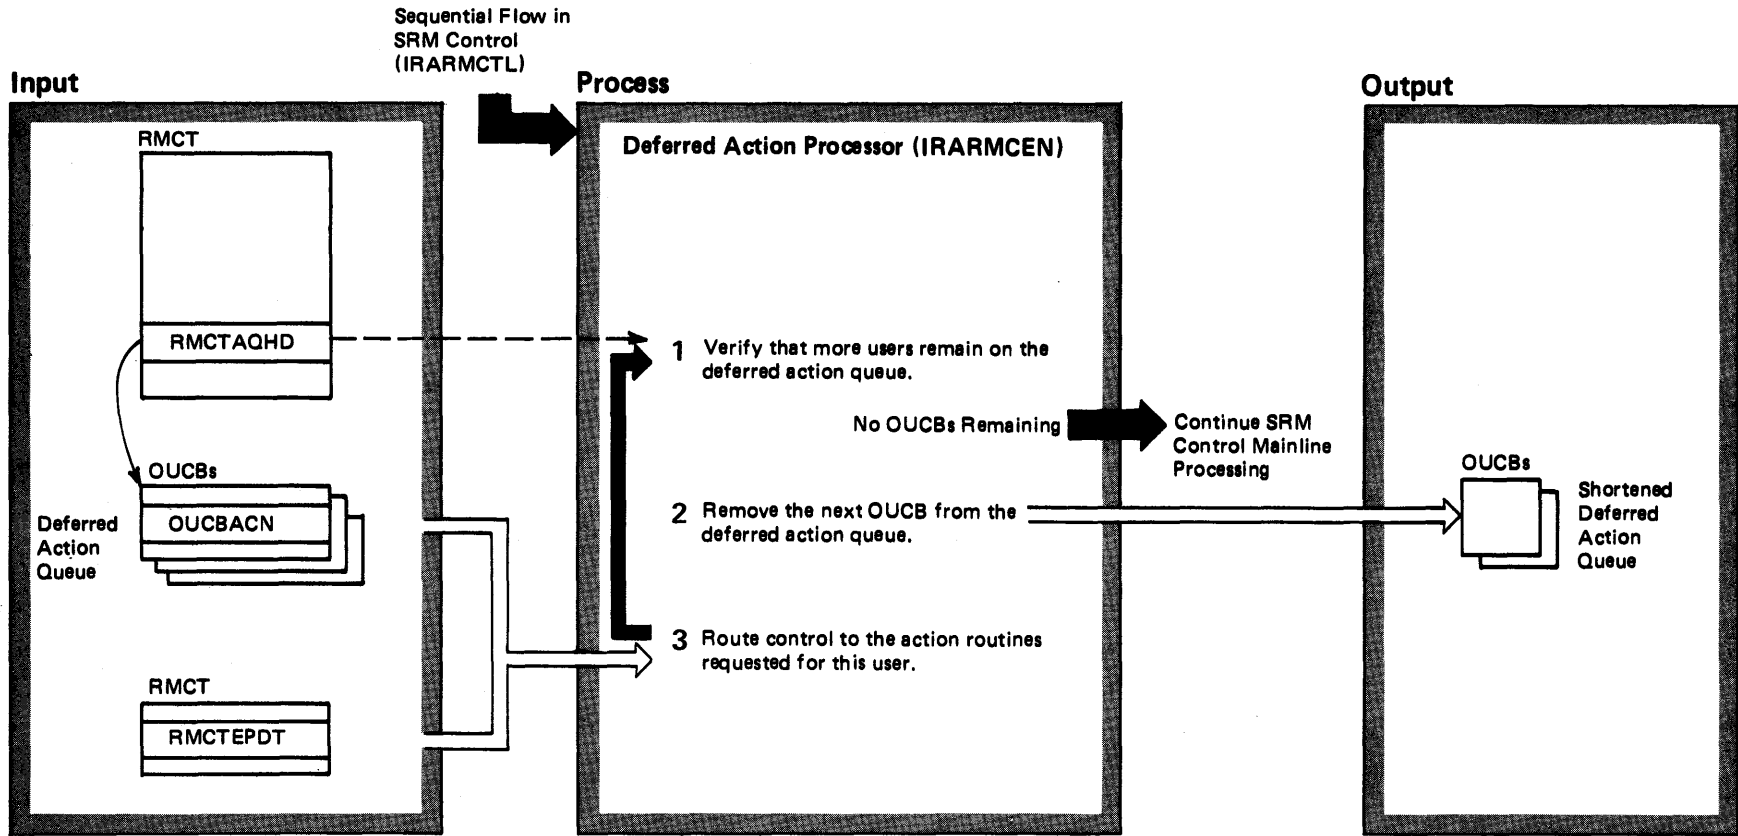 Sequential Flow in
SRM Control
(IRARMCTL)
Input
Process
Output
RMCT
Deferred Action Processor (IRARMCEN)
RMCTAQHD
1 Verify that more users remain on the
deferred action queue.
No OUCBs Remaining
Continue SRM
Control Mainline
Processing
OUCBs
OUCBACN
Deferred
Action
Queue
2 Remove the next OUCB from the
deferred action queue.
OUCBs
Shortened
Deferred
Action
Queue
3 Route control to the action routines
requested for this user.
RMCT
RMCTEPDT